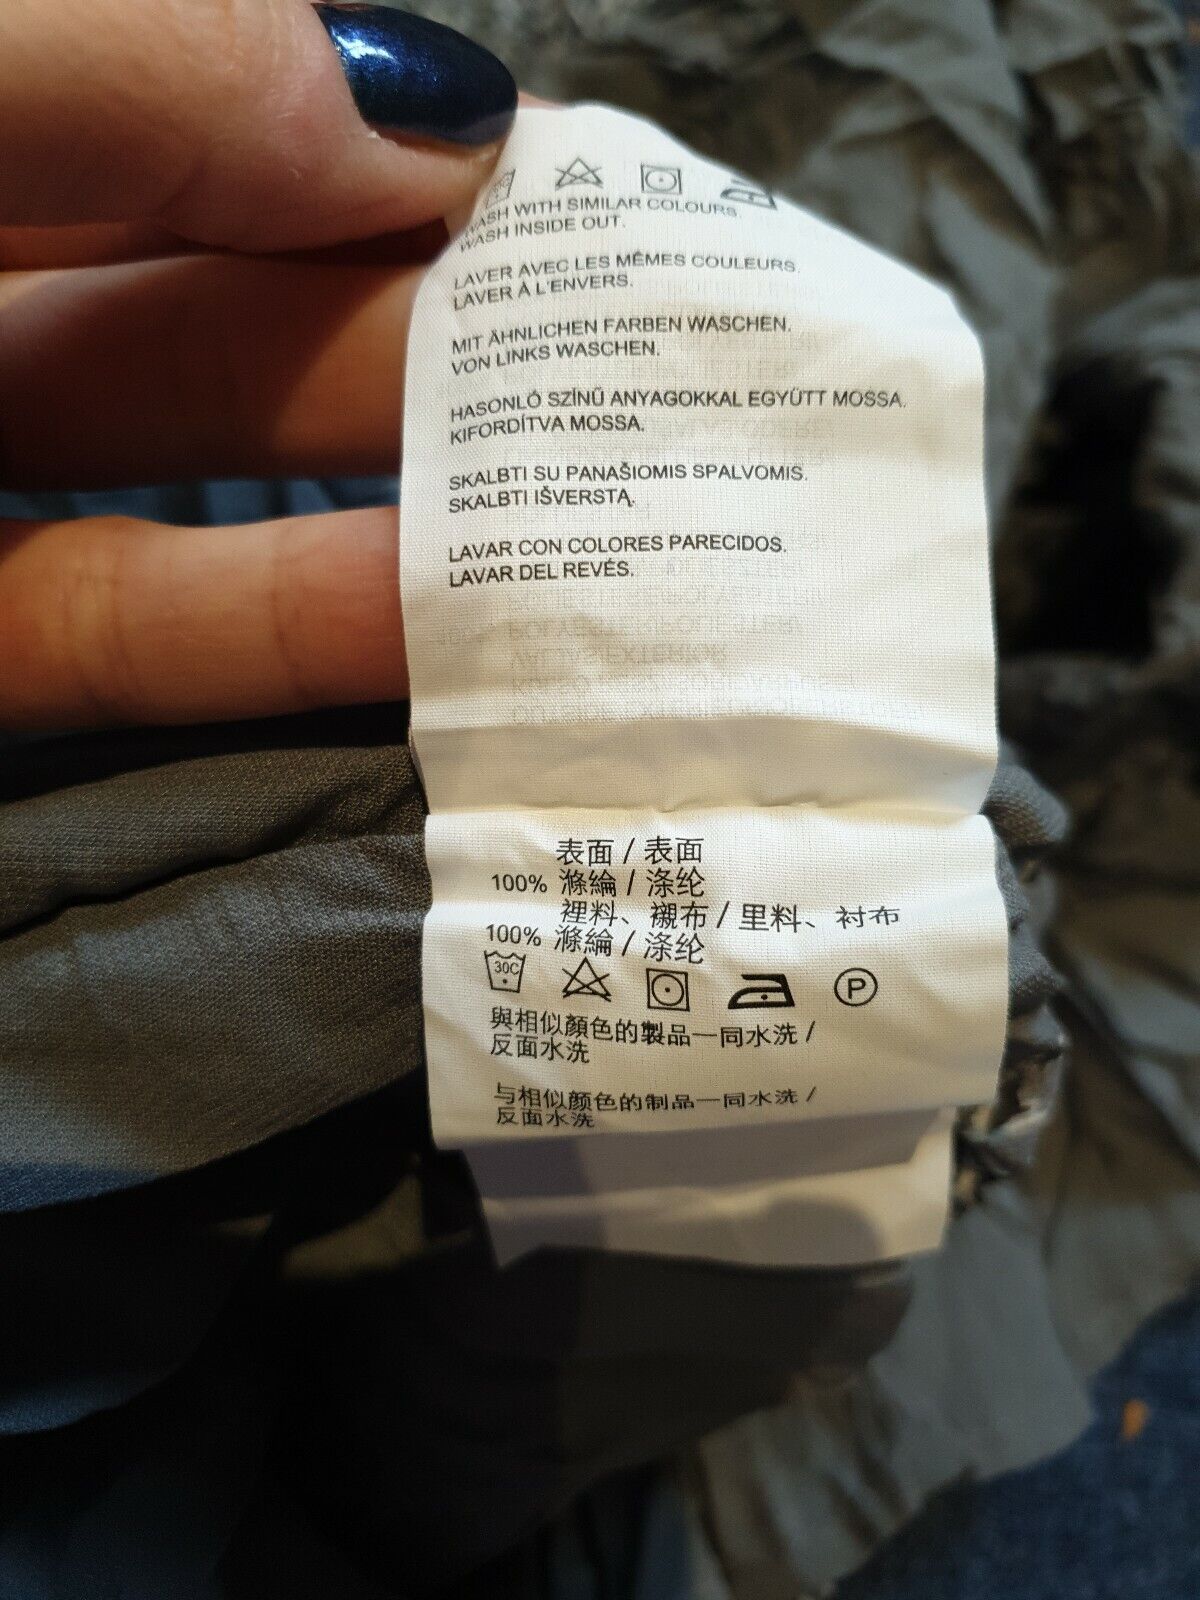 WASH WITH SIMILAR COLOURS.
WASH INSIDE OUT.
LAVER AVEC LES MÊMES COULEURS.
LAVER À L'ENVERS.
MIT ÄHNLICHEN FARBEN WASCHEN.
VON LINKS WASCHEN.
HASONLÓ SZÍNŰ ANYAGOKKAL EGYÜTT MOSSA.
KIFORDÍTVA MOSSA.
SKALBTI SU PANAŠIOMIS SPALVOMIS.
SKALBTI IŠVERSTĄ.
LAVAR CON COLORES PARECIDOS.
LAVAR DEL REVÉS.
表面 / 表面
100% 滌綸 / 涤纶
裡料、襯布 / 里料、衬布
100% 滌綸 / 涤纶
30C P
與相似顏色的製品一同水洗 /
反面水洗
与相似颜色的制品一同水洗 /
反面水洗